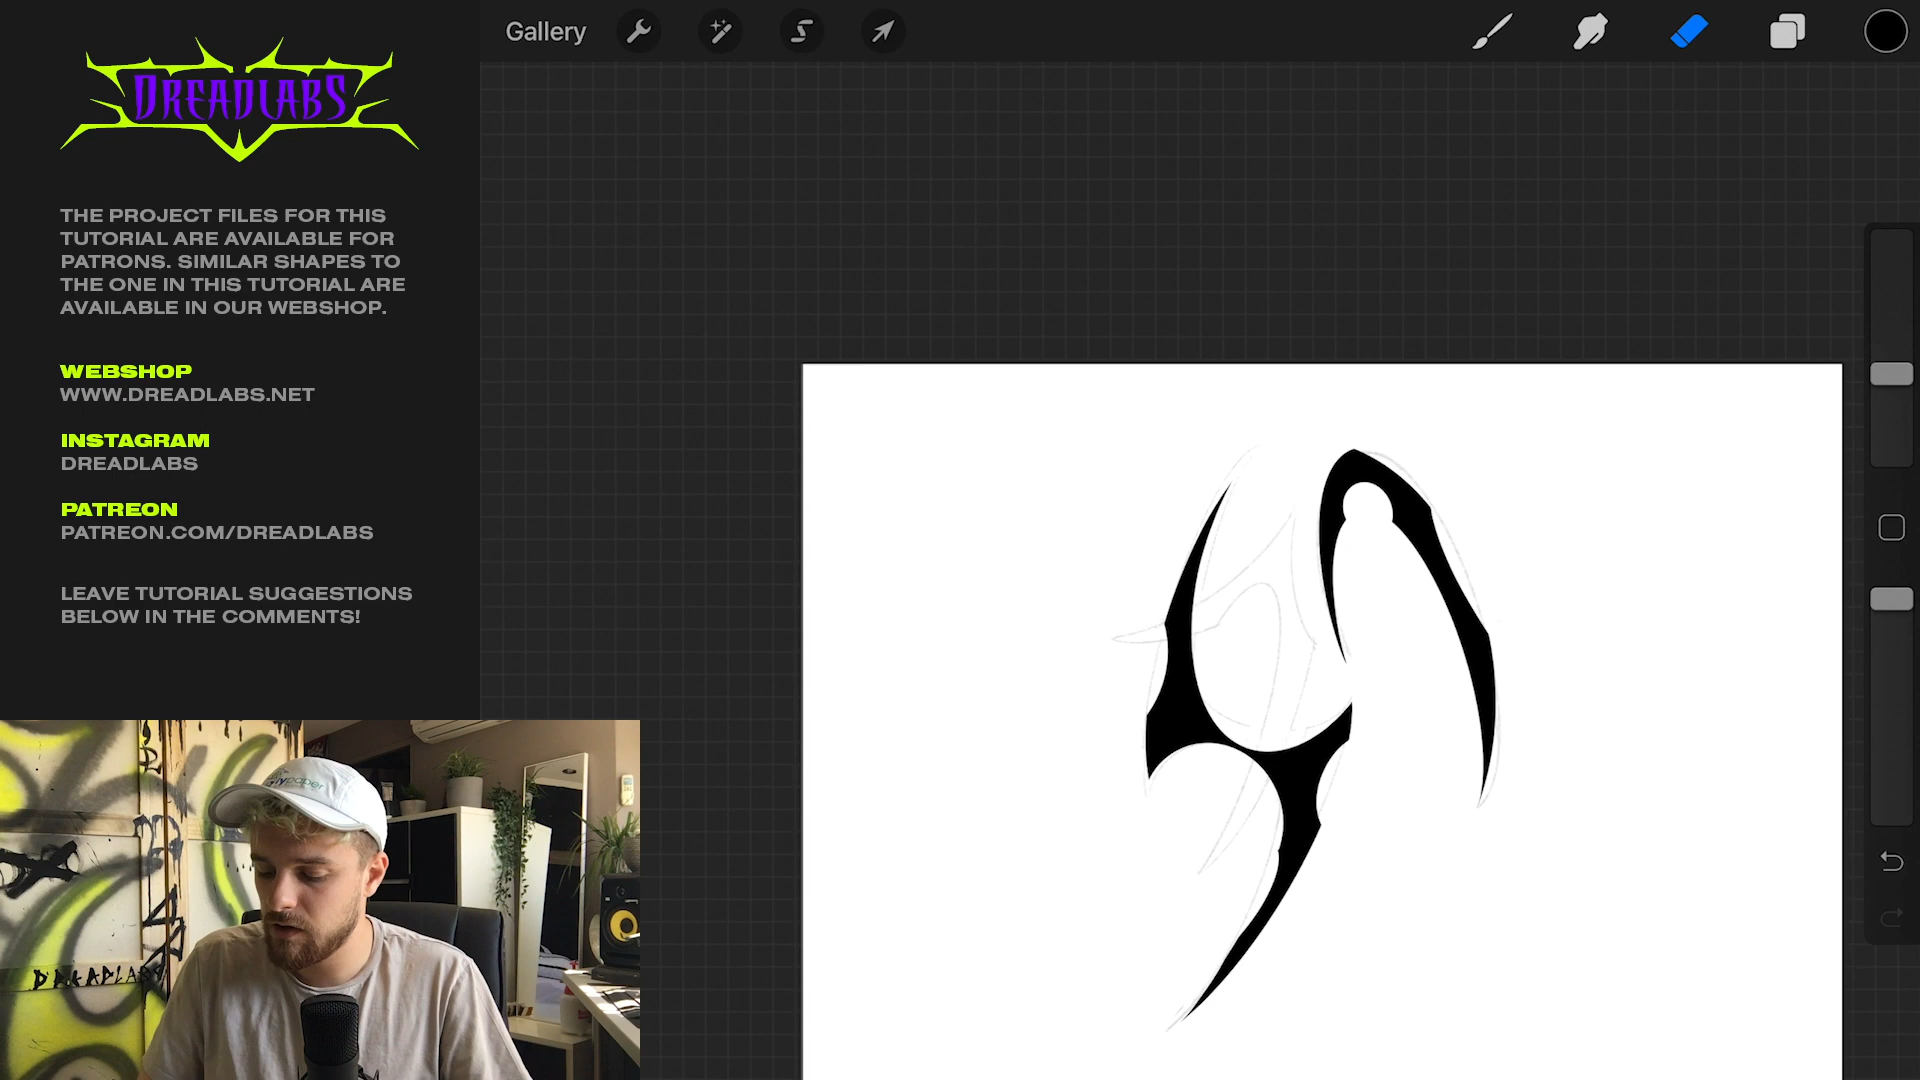 DREADLABS
THE PROJECT FILES FOR THIS
TUTORIAL ARE AVAILABLE FOR
PATRONS. SIMILAR SHAPES TO
THE ONE IN THIS TUTORIAL ARE
AVAILABLE IN OUR WEBSHOP.
WEBSHOP
WWW.DREADLABS.NET
INSTAGRAM
DREADLABS
PATREON
PATREON.COM/DREADLABS
LEAVE TUTORIAL SUGGESTIONS
BELOW IN THE COMMENTS!
Gallery
DREADLABS